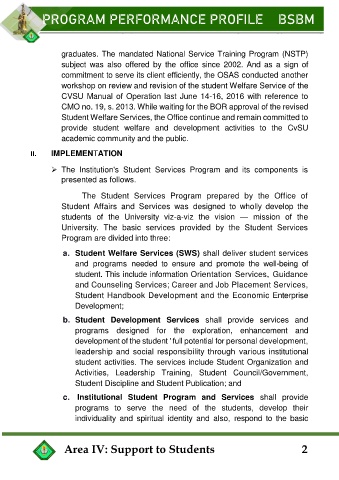 PROGRAM PERFORMANCE PROFILE BSBM
graduates. The mandated National Service Training Program (NSTP)
subject was also offered by the office since 2002. And as a sign of
commitment to serve its client efficiently, the OSAS conducted another
workshop on review and revision of the student Welfare Service of the
CVSU Manual of Operation last June 14-16, 2016 with reference to
CMO no. 19, s. 2013. While waiting for the BOR approval of the revised
Student Welfare Services, the Office continue and remain committed to
provide student welfare and development activities to the CvSU
academic community and the public.
II. IMPLEMENTATION
➢ The Institution's Student Services Program and its components is
presented as follows.
The Student Services Program prepared by the Office of
Student Affairs and Services was designed to wholly develop the
students of the University viz-a-viz the vision — mission of the
University. The basic services provided by the Student Services
Program are divided into three;
a. Student Welfare Services (SWS) shall deliver student services
and programs needed to ensure and promote the well-being of
student. This include information Orientation Services, Guidance
and Counseling Services; Career and Job Placement Services,
Student Handbook Development and the Economic Enterprise
Development;
b. Student Development Services shall provide services and
programs designed for the exploration, enhancement and
development of the student ' full potential for personal development,
leadership and social responsibility through various institutional
student activities. The services include Student Organization and
Activities, Leadership Training, Student Council/Government,
Student Discipline and Student Publication; and
c. Institutional Student Program and Services shall provide
programs to serve the need of the students, develop their
individuality and spiritual identity and also, respond to the basic
Area IV: Support to Students 2